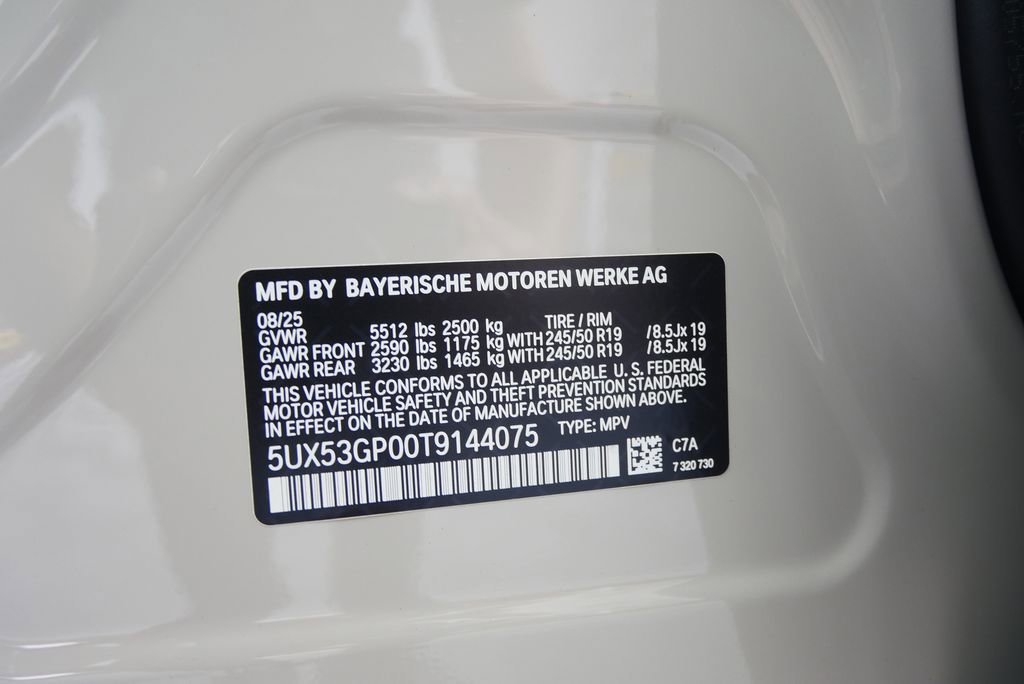 MFD BY BAYERISCHE MOTOREN WERKE AG
08/25 TIRE / RIM
GVWR 5512 lbs 2500 kg
GAWR FRONT 2590 lbs 1175 kg WITH 245/50 R19 /8.5Jx19
GAWR REAR 3230 lbs 1465 kg WITH 245/50 R19 /8.5Jx19
THIS VEHICLE CONFORMS TO ALL APPLICABLE U. S. FEDERAL
MOTOR VEHICLE SAFETY AND THEFT PREVENTION STANDARDS
IN EFFECT ON THE DATE OF MANUFACTURE SHOWN ABOVE.
5UX53GP00T9144075 TYPE: MPV
C7A
7 320 730